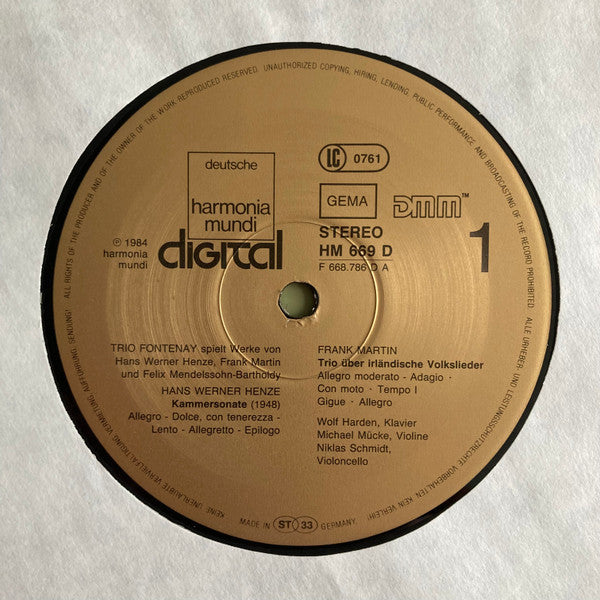 ALL RIGHTS OF THE PRODUCER AND OF THE OWNER OF THE WORK REPRODUCED RESERVED. UNAUTHORIZED COPYING, HIRING, LENDING, PUBLIC PERFORMANCE AND BROADCASTING OF THE RECORD PROHIBITED.
ALLE URHEBER- UND LEISTUNGSSCHUTZRECHTE VORBEHALTEN. KEIN VERLEIH! KEINE UNERLAUBTE VERVIELFÄLTIGUNG, VERMIETUNG, AUFFÜHRUNG, SENDUNG!
deutsche
harmonia
mundi
digital
℗ 1984
harmonia
mundi
LC 0761
GEMA
DMM™
STEREO
HM 669 D
F 668.786 D A
1
TRIO FONTENAY spielt Werke von
Hans Werner Henze, Frank Martin
und Felix Mendelssohn-Bartholdy
HANS WERNER HENZE
Kammersonate (1948)
Allegro - Dolce, con tenerezza -
Lento - Allegretto - Epilogo
FRANK MARTIN
Trio über irländische Volkslieder
Allegro moderato - Adagio -
Con moto - Tempo I
Gigue - Allegro
Wolf Harden, Klavier
Michael Mücke, Violine
Niklas Schmidt,
Violoncello
MADE IN ST 33 GERMANY